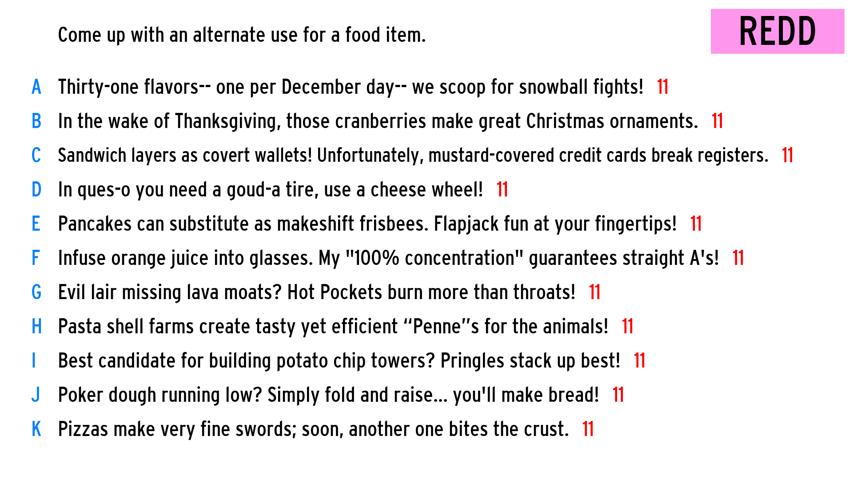 Come up with an alternate use for a food item.
REDD
A Thirty-one flavors-- one per December day-- we scoop for snowball fights! 11
B In the wake of Thanksgiving, those cranberries make great Christmas ornaments. 11
C Sandwich layers as covert wallets! Unfortunately, mustard-covered credit cards break registers. 11
D In ques-o you need a goud-a tire, use a cheese wheel! 11
E Pancakes can substitute as makeshift frisbees. Flapjack fun at your fingertips! 11
F Infuse orange juice into glasses. My "100% concentration" guarantees straight A's! 11
G Evil lair missing lava moats? Hot Pockets burn more than throats! 11
H Pasta shell farms create tasty yet efficient “Penne”s for the animals! 11
I Best candidate for building potato chip towers? Pringles stack up best! 11
J Poker dough running low? Simply fold and raise... you'll make bread! 11
K Pizzas make very fine swords; soon, another one bites the crust. 11